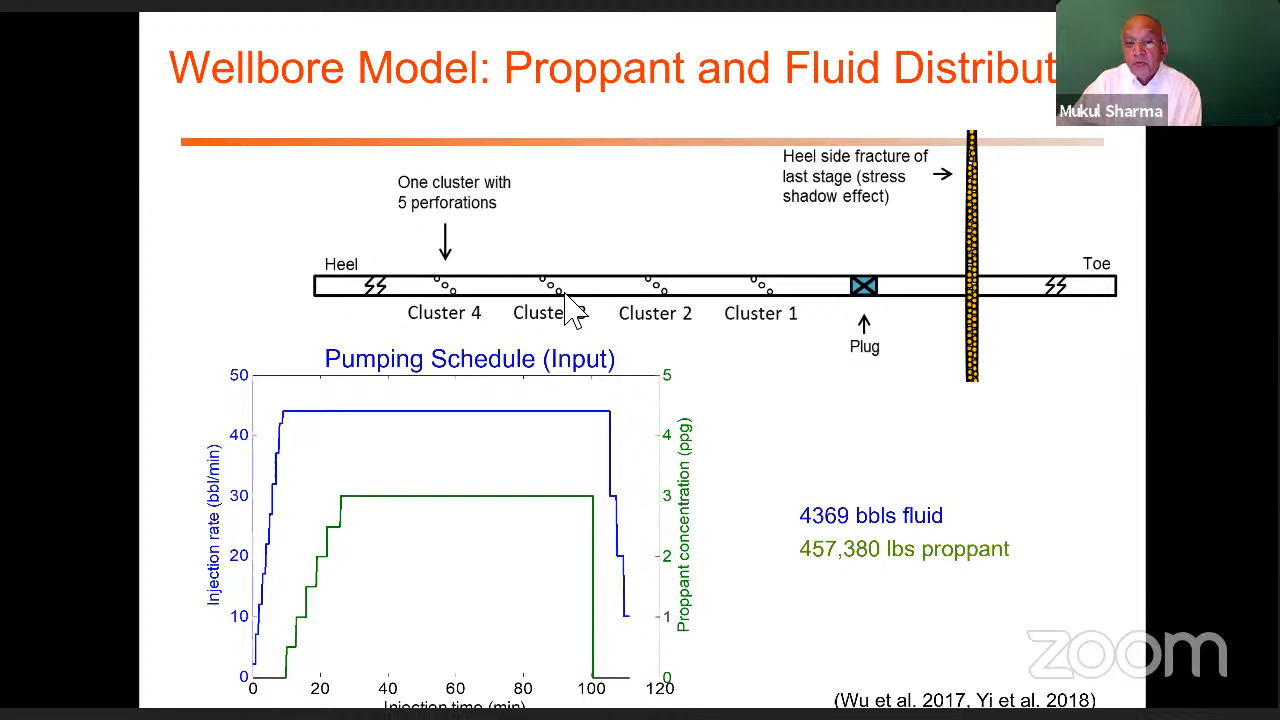 Wellbore Model: Proppant and Fluid
Mukul Sharma
Heel side fracture of
last stage (stress
shadow effect)
One cluster with
5 perforations
Heel
Toe
Cluster 4
Cluster 2
Cluster 1
Plug
Pumping Schedule (Input)
50
40
30
20
10
0
Injection rate (bbl/min)
5
4
3
2
1
0
Proppant concentration (ppg)
0 20 40 60 80 100 120
Injection time (min)
4369 bbls fluid
457,380 lbs proppant
zoom
(Wu et al. 2017, Yi et al. 2018)